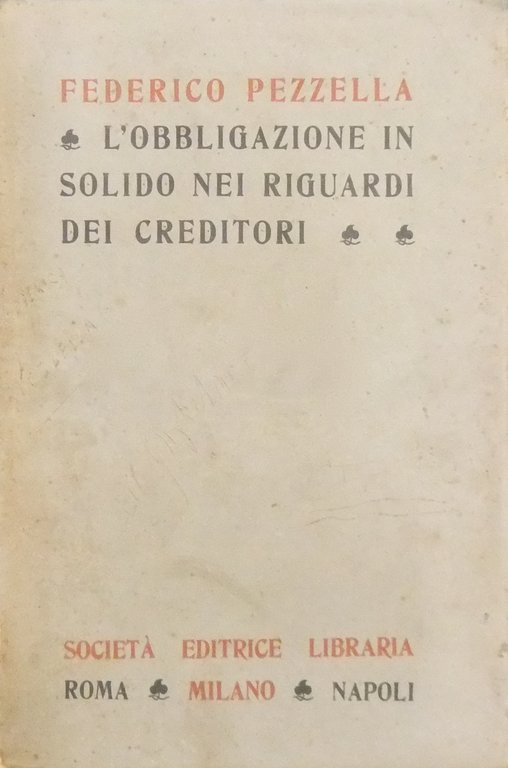 FEDERICO PEZZELLA
L'OBBLIGAZIONE IN
SOLIDO NEI RIGUARDI
DEI CREDITORI
SOCIETÀ EDITRICE LIBRARIA
ROMA MILANO NAPOLI